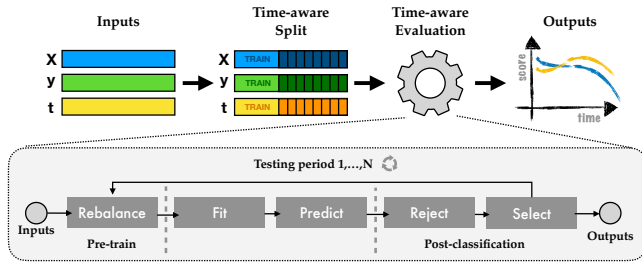 Inputs
Time-aware
Split
Time-aware
Evaluation
Outputs
X
TRAIN
y
TRAIN
t
TRAIN
score
time
Testing period 1,...,N
Rebalance
Fit
Predict
Reject
Select
Inputs
Outputs
Pre-train
Post-classification